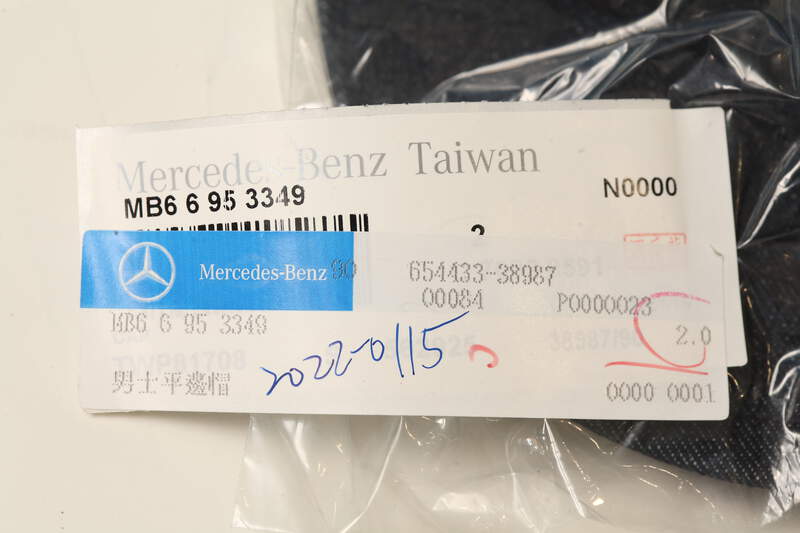 Mercedes-Benz Taiwan
MB6 6 95 3349
N0000
Mercedes-Benz
90
654433-38987
00084
P0000023
MB6 6 95 3349
2.0
2022-0115
男士平邊帽
0000 0001